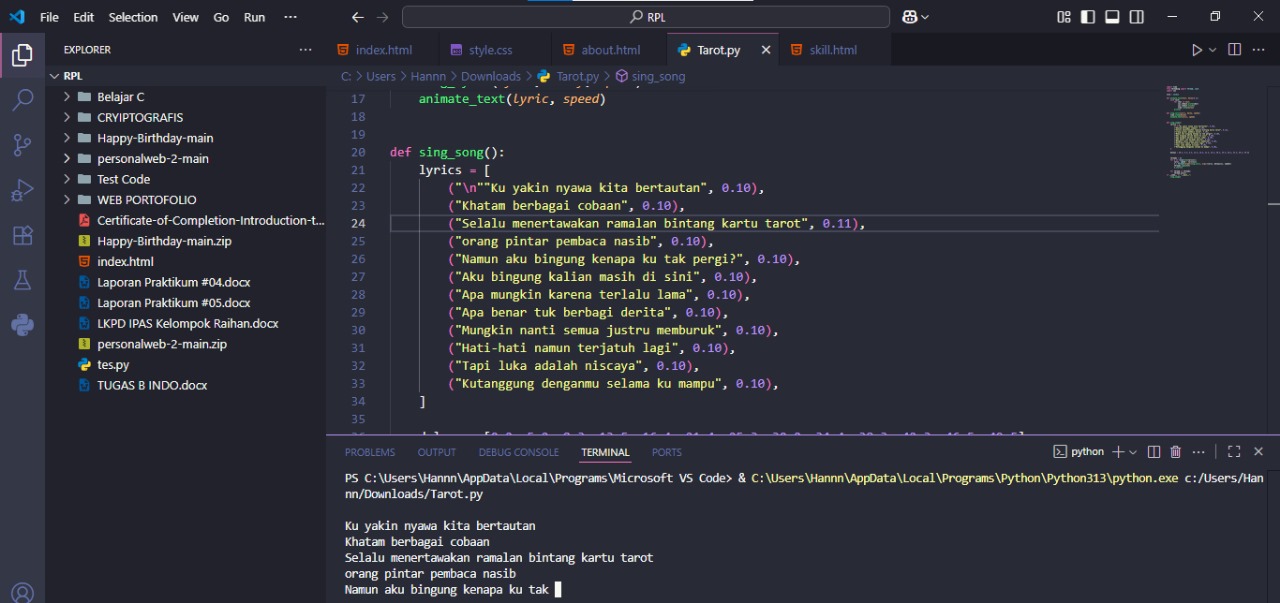 File Edit Selection View Go Run ··· RPL
EXPLORER ···
index.html style.css about.html Tarot.py skill.html
RPL
Belajar C
CRYPTOGRAFIS
Happy-Birthday-main
personalweb-2-main
Test Code
WEB PORTOFOLIO
Certificate-of-Completion-Introduction-t...
Happy-Birthday-main.zip
index.html
Laporan Praktikum #04.docx
Laporan Praktikum #05.docx
LKPD IPAS Kelompok Raihan.docx
personalweb-2-main.zip
tes.py
TUGAS B INDO.docx
C: > Users > Hannn > Downloads > Tarot.py > sing_song
17 animate_text(lyric, speed)
18
19
20 def sing_song():
21 lyrics = [
22 ("\n""Ku yakin nyawa kita bertautan", 0.10),
23 ("Khatam berbagai cobaan", 0.10),
24 ("Selalu menertawakan ramalan bintang kartu tarot", 0.11),
25 ("orang pintar pembaca nasib", 0.10),
26 ("Namun aku bingung kenapa ku tak pergi?", 0.10),
27 ("Aku bingung kalian masih di sini", 0.10),
28 ("Apa mungkin karena terlalu lama", 0.10),
29 ("Apa benar tuk berbagi derita", 0.10),
30 ("Mungkin nanti semua justru memburuk", 0.10),
31 ("Hati-hati namun terjatuh lagi", 0.10),
32 ("Tapi luka adalah niscaya", 0.10),
33 ("Kutanggung denganmu selama ku mampu", 0.10),
34 ]
35
PROBLEMS OUTPUT DEBUG CONSOLE TERMINAL PORTS python
PS C:\Users\Hannn\AppData\Local\Programs\Microsoft VS Code> & C:\Users\Hannn\AppData\Local\Programs\Python\Python313\python.exe c:/Users/Han
nn/Downloads/Tarot.py
Ku yakin nyawa kita bertautan
Khatam berbagai cobaan
Selalu menertawakan ramalan bintang kartu tarot
orang pintar pembaca nasib
Namun aku bingung kenapa ku tak